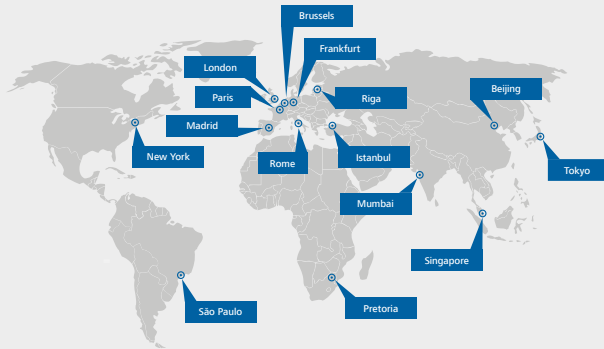 Brussels
Frankfurt
London
Paris
Riga
Beijing
Madrid
New York
Rome
Istanbul
Tokyo
Mumbai
Singapore
São Paulo
Pretoria